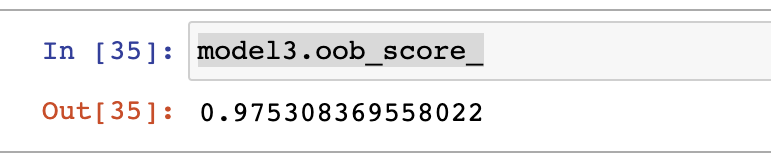 In [35]: model3.oob_score_
Out[35]: 0.975308369558022